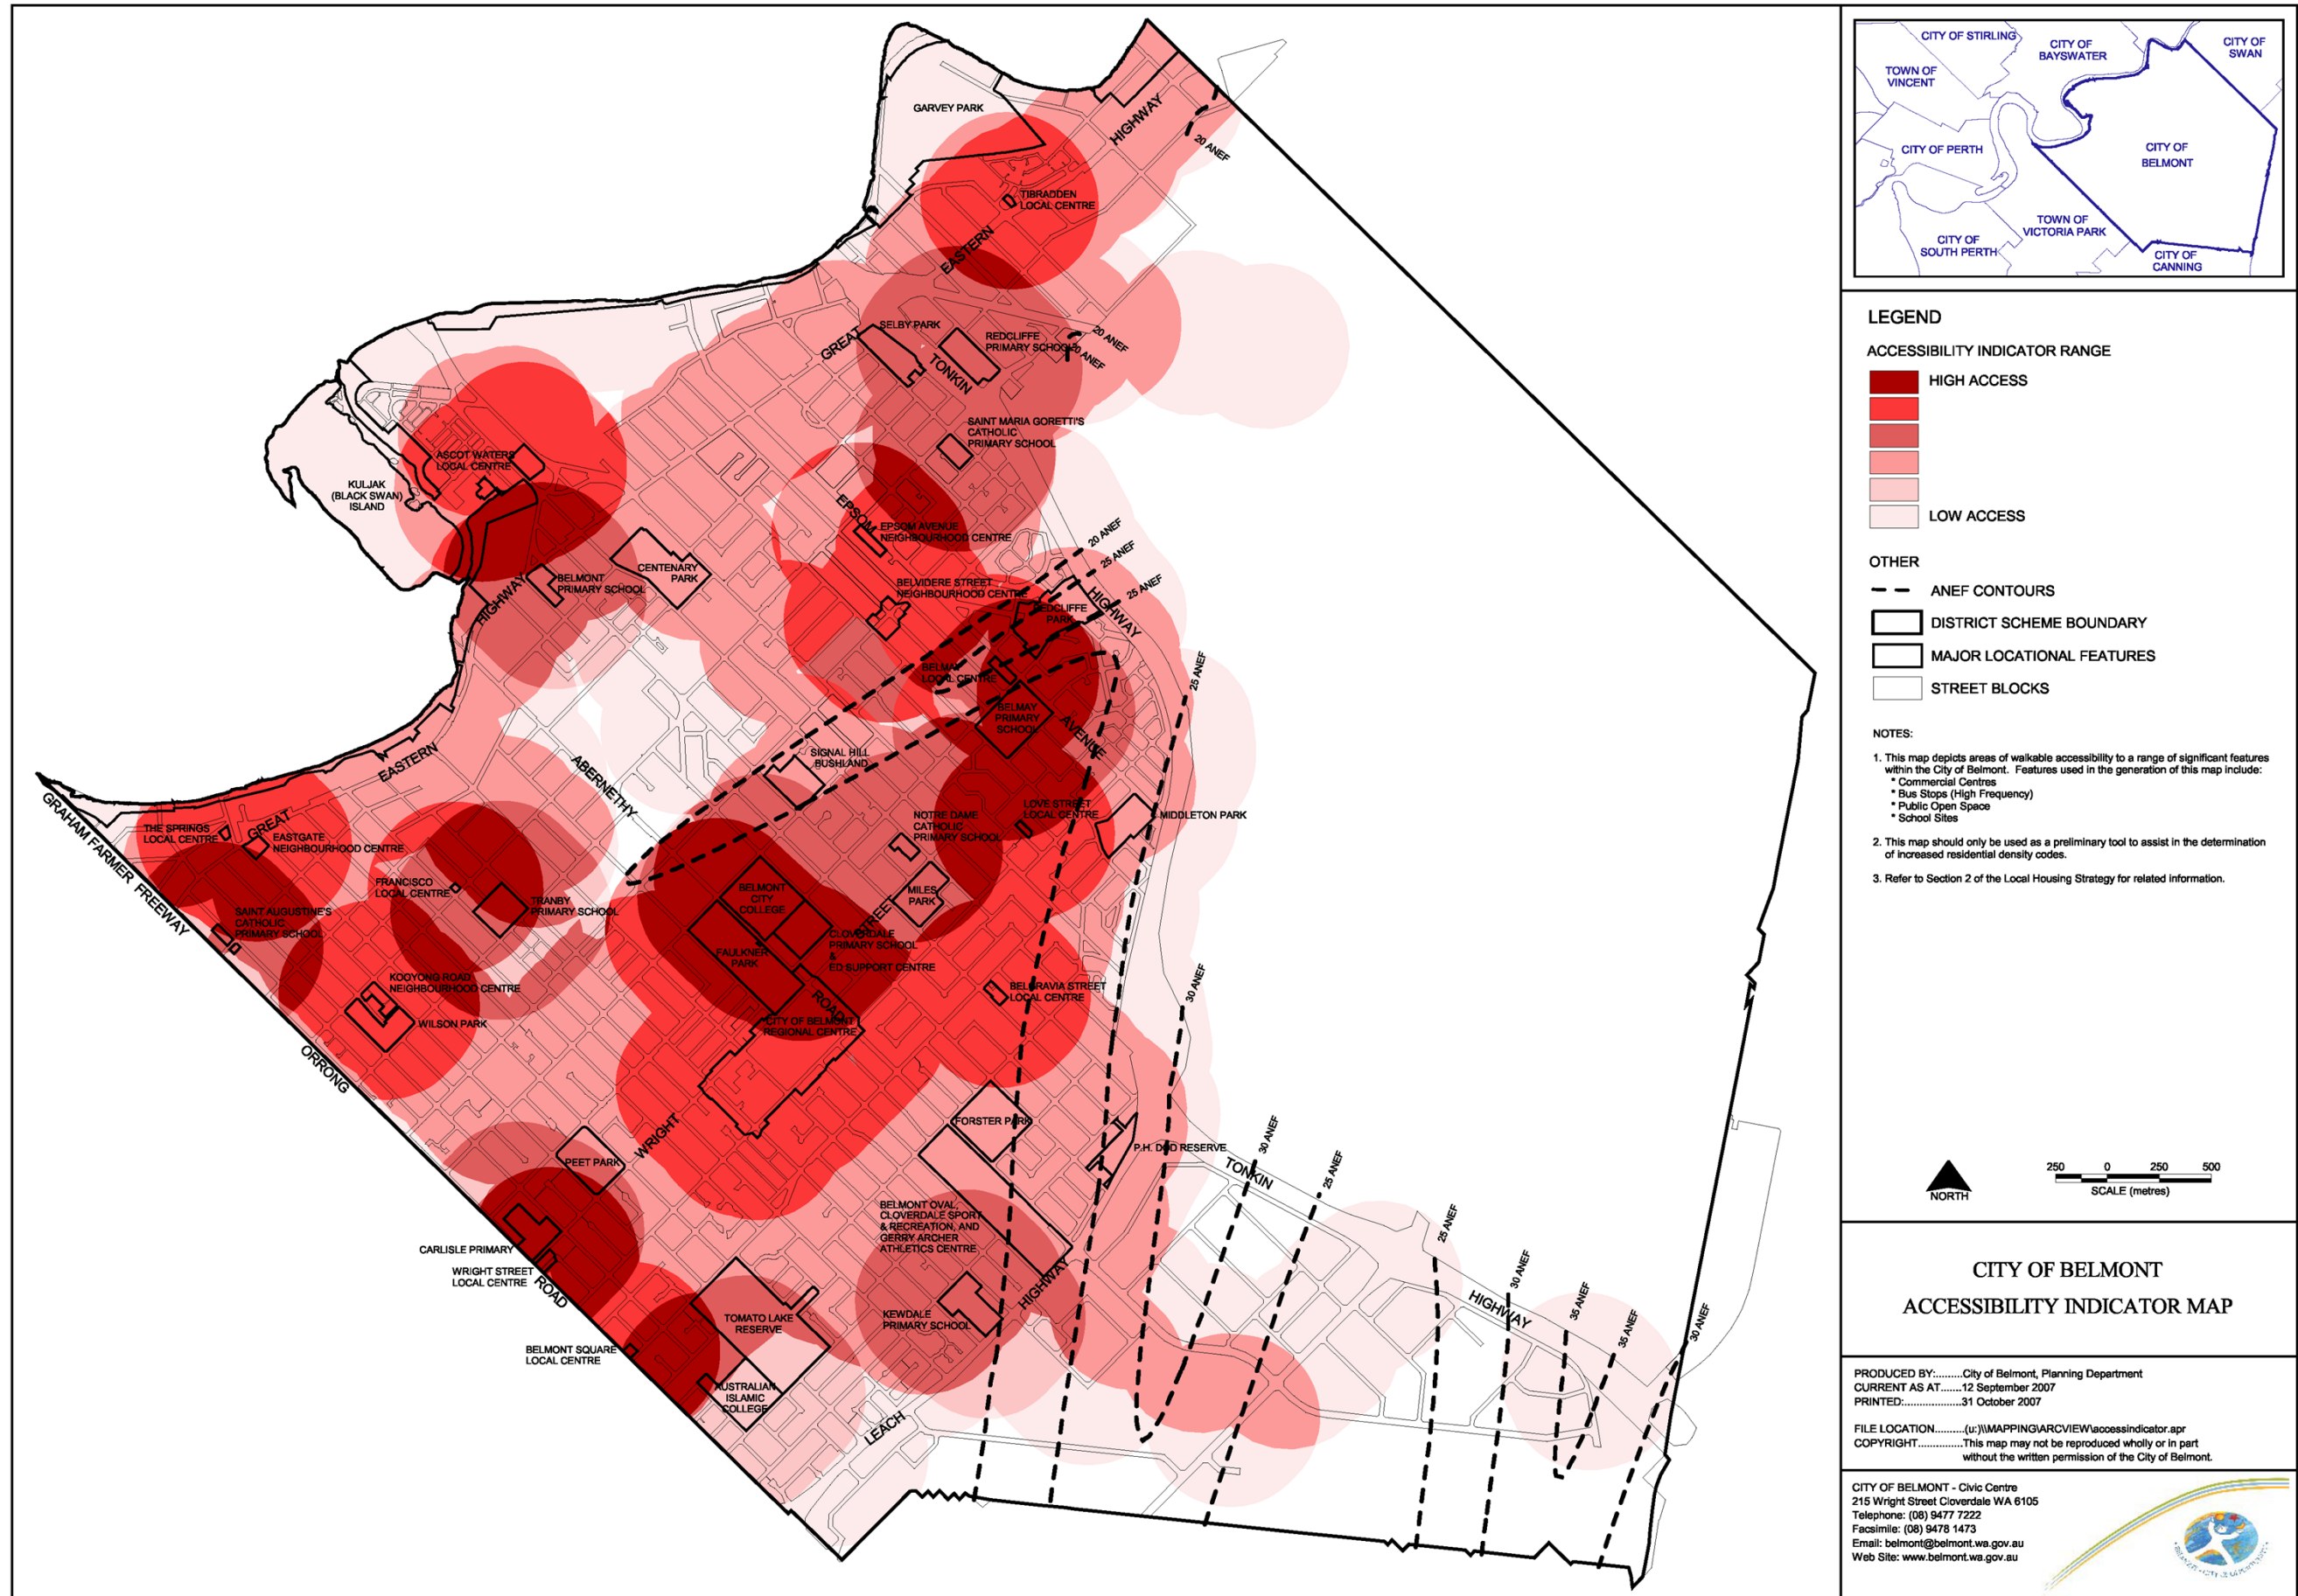 GARVEY PARK
HIGHWAY
20 ANEF
TIBRADDEN
LOCAL CENTRE
EASTERN
SELBY PARK
GREAT
TONKIN
REDCLIFFE
PRIMARY SCHOOL
20 ANEF
20 ANEF
SAINT MARIA GORETTI'S
CATHOLIC
PRIMARY SCHOOL
ASCOT WATERS
LOCAL CENTRE
KULJAK
(BLACK SWAN)
ISLAND
EPSOM
EPSOM AVENUE
NEIGHBOURHOOD CENTRE
20 ANEF
25 ANEF
25 ANEF
CENTENARY
PARK
BELMONT
PRIMARY SCHOOL
HIGHWAY
BELVIDERE STREET
NEIGHBOURHOOD CENTRE
REDCLIFFE
PARK
HIGHWAY
BELMAY
LOCAL CENTRE
25 ANEF
BELMAY
PRIMARY
SCHOOL
AVENUE
SIGNAL HILL
BUSHLAND
EASTERN
ABERNETHY
GRAHAM FARMER FREEWAY
THE SPRINGS
LOCAL CENTRE
GREAT
EASTGATE
NEIGHBOURHOOD CENTRE
NOTRE DAME
CATHOLIC
PRIMARY SCHOOL
LOVE STREET
LOCAL CENTRE
MIDDLETON PARK
FRANCISCO
LOCAL CENTRE
TRANBY
PRIMARY SCHOOL
BELMONT
CITY
COLLEGE
MILES
PARK
STREET
SAINT AUGUSTINE'S
CATHOLIC
PRIMARY SCHOOL
CLOVERDALE
PRIMARY SCHOOL
&
ED SUPPORT CENTRE
FAULKNER
PARK
KOOYONG ROAD
NEIGHBOURHOOD CENTRE
WILSON PARK
ROAD
CITY OF BELMONT
REGIONAL CENTRE
BELGRAVIA STREET
LOCAL CENTRE
30 ANEF
ORRONG
WRIGHT
FORSTER PARK
PEET PARK
P.H. DOD RESERVE
TONKIN
30 ANEF
25 ANEF
BELMONT OVAL,
CLOVERDALE SPORT
& RECREATION, AND
GERRY ARCHER
ATHLETICS CENTRE
CARLISLE PRIMARY
WRIGHT STREET
LOCAL CENTRE
ROAD
HIGHWAY
25 ANEF
30 ANEF
35 ANEF
35 ANEF
30 ANEF
HIGHWAY
TOMATO LAKE
RESERVE
KEWDALE
PRIMARY SCHOOL
BELMONT SQUARE
LOCAL CENTRE
AUSTRALIAN
ISLAMIC
COLLEGE
LEACH
CITY OF STIRLING
CITY OF
BAYSWATER
CITY OF
SWAN
TOWN OF
VINCENT
CITY OF PERTH
CITY OF
BELMONT
TOWN OF
VICTORIA PARK
CITY OF
SOUTH PERTH
CITY OF
CANNING
LEGEND
ACCESSIBILITY INDICATOR RANGE
HIGH ACCESS
LOW ACCESS
OTHER
ANEF CONTOURS
DISTRICT SCHEME BOUNDARY
MAJOR LOCATIONAL FEATURES
STREET BLOCKS
NOTES:
1. This map depicts areas of walkable accessibility to a range of significant features
within the City of Belmont. Features used in the generation of this map include:
* Commercial Centres
* Bus Stops (High Frequency)
* Public Open Space
* School Sites
2. This map should only be used as a preliminary tool to assist in the determination
of increased residential density codes.
3. Refer to Section 2 of the Local Housing Strategy for related information.
NORTH
250 0 250 500
SCALE (metres)
CITY OF BELMONT
ACCESSIBILITY INDICATOR MAP
PRODUCED BY:.........City of Belmont, Planning Department
CURRENT AS AT.......12 September 2007
PRINTED:...................31 October 2007
FILE LOCATION..........(u:)\\MAPPING\ARCVIEW\accessindicator.apr
COPYRIGHT...............This map may not be reproduced wholly or in part
without the written permission of the City of Belmont.
CITY OF BELMONT - Civic Centre
215 Wright Street Cloverdale WA 6105
Telephone: (08) 9477 7222
Facsimile: (08) 9478 1473
Email: belmont@belmont.wa.gov.au
Web Site: www.belmont.wa.gov.au